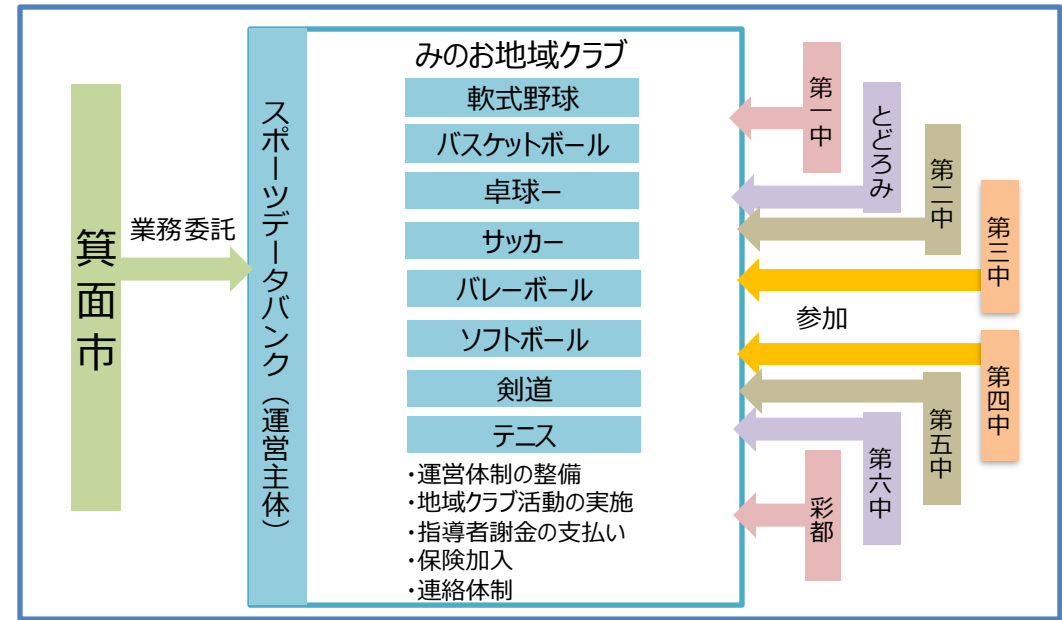 箕面市
業務委託
スポーツデータバンク(運営主体)
みのお地域クラブ
軟式野球
バスケットボール
卓球ー
サッカー
バレーボール
ソフトボール
剣道
テニス
・運営体制の整備
・地域クラブ活動の実施
・指導者謝金の支払い
・保険加入
・連絡体制
参加
第一中
とどろみ
第二中
第三中
第四中
第五中
第六中
彩都